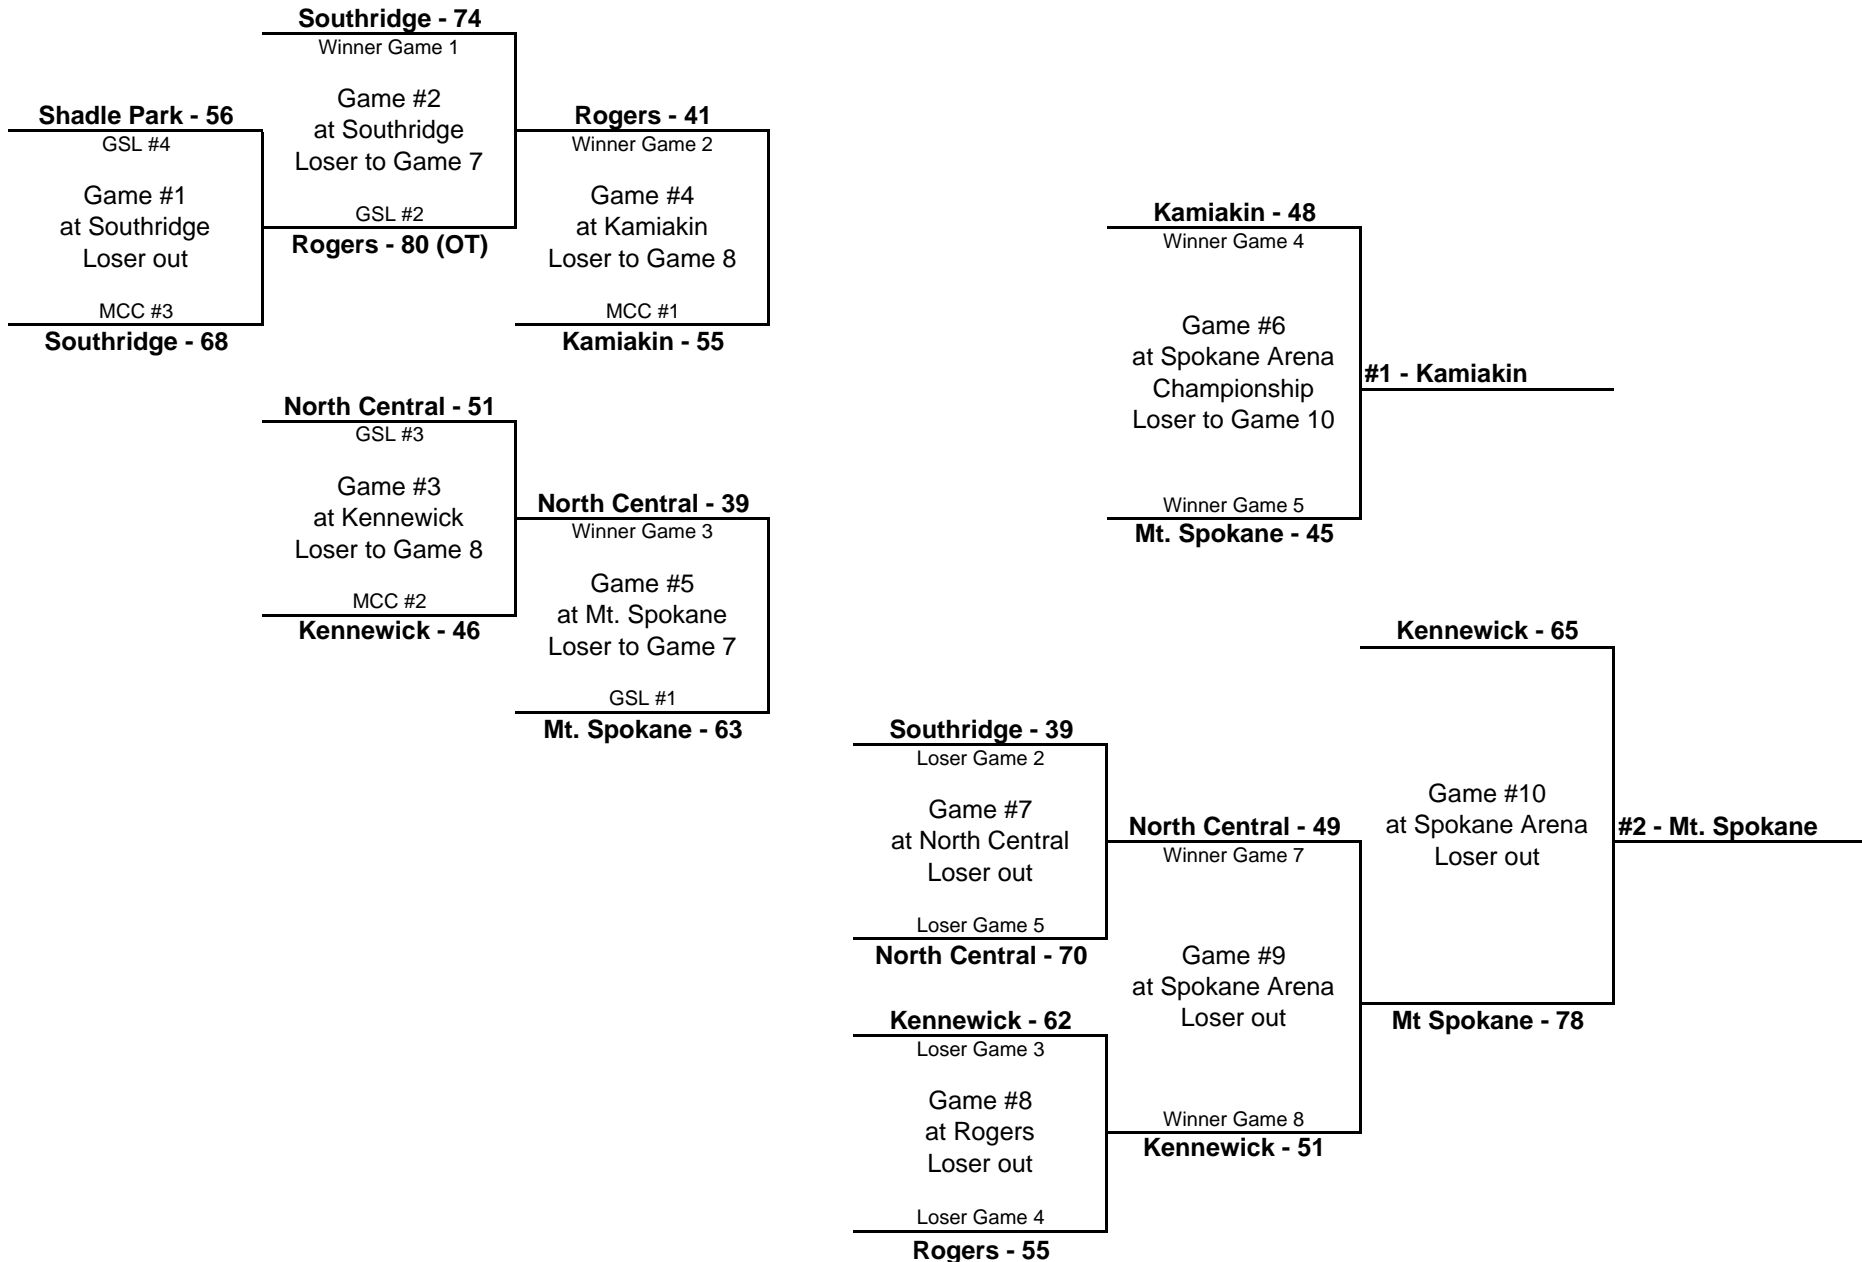 Southridge - 74
Winner Game 1
Game #2
at Southridge
Loser to Game 7
GSL #2
Rogers - 80 (OT)
Shadle Park - 56
GSL #4
Game #1
at Southridge
Loser out
MCC #3
Southridge - 68
Rogers - 41
Winner Game 2
Game #4
at Kamiakin
Loser to Game 8
MCC #1
Kamiakin - 55
Kamiakin - 48
Winner Game 4
Game #6
at Spokane Arena
Championship
Loser to Game 10
Winner Game 5
Mt. Spokane - 45
#1 - Kamiakin
North Central - 51
GSL #3
Game #3
at Kennewick
Loser to Game 8
MCC #2
Kennewick - 46
North Central - 39
Winner Game 3
Game #5
at Mt. Spokane
Loser to Game 7
GSL #1
Mt. Spokane - 63
Kennewick - 65
Game #10
at Spokane Arena
Loser out
Mt Spokane - 78
#2 - Mt. Spokane
Southridge - 39
Loser Game 2
Game #7
at North Central
Loser out
Loser Game 5
North Central - 70
North Central - 49
Winner Game 7
Game #9
at Spokane Arena
Loser out
Winner Game 8
Kennewick - 51
Kennewick - 62
Loser Game 3
Game #8
at Rogers
Loser out
Loser Game 4
Rogers - 55